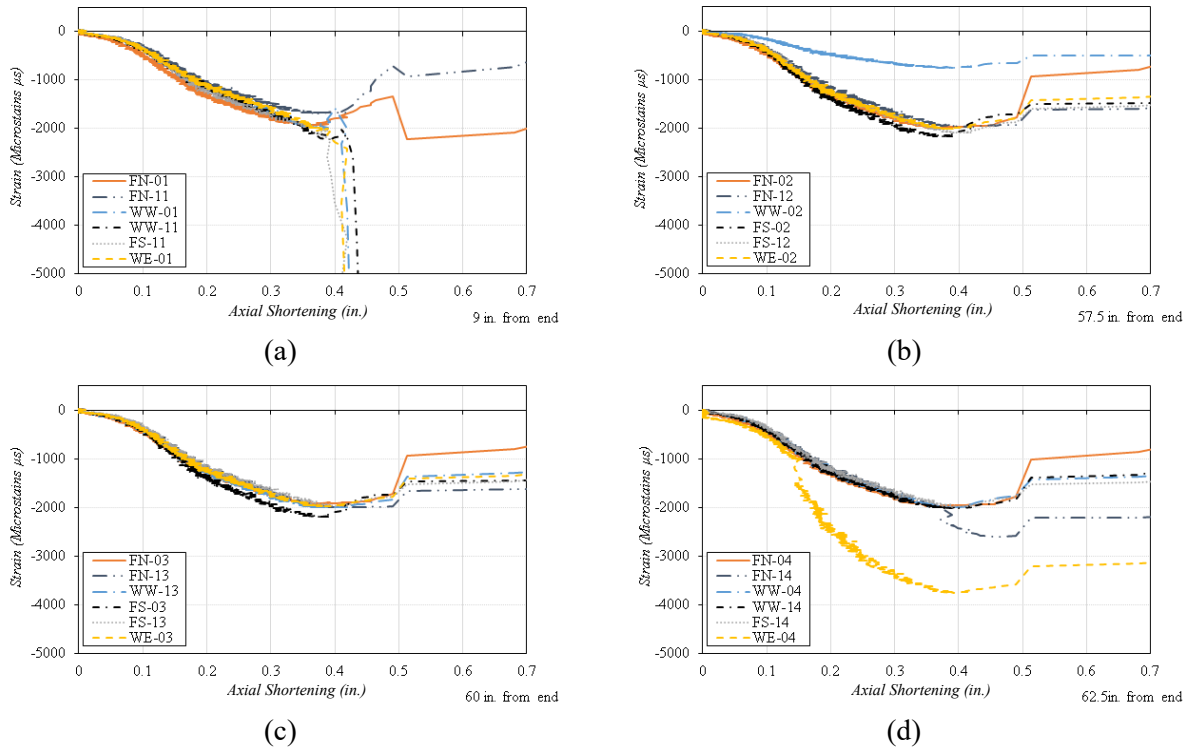 0
-1000
-2000
-3000
-4000
-5000
Strain (Microstains µs)
FN-01
FN-11
WW-01
WW-11
FS-11
WE-01
0 0.1 0.2 0.3 0.4 0.5 0.6 0.7
Axial Shortening (in.)
9 in. from end
(a)
0
-1000
-2000
-3000
-4000
-5000
Strain (Microstains µs)
FN-02
FN-12
WW-02
FS-02
FS-12
WE-02
0 0.1 0.2 0.3 0.4 0.5 0.6 0.7
Axial Shortening (in.)
57.5 in. from end
(b)
0
-1000
-2000
-3000
-4000
-5000
Strain (Microstains µs)
FN-03
FN-13
WW-13
FS-03
FS-13
WE-03
0 0.1 0.2 0.3 0.4 0.5 0.6 0.7
Axial Shortening (in.)
60 in. from end
(c)
0
-1000
-2000
-3000
-4000
-5000
Strain (Microstains µs)
FN-04
FN-14
WW-04
WW-14
FS-14
WE-04
0 0.1 0.2 0.3 0.4 0.5 0.6 0.7
Axial Shortening (in.)
62.5in. from end
(d)